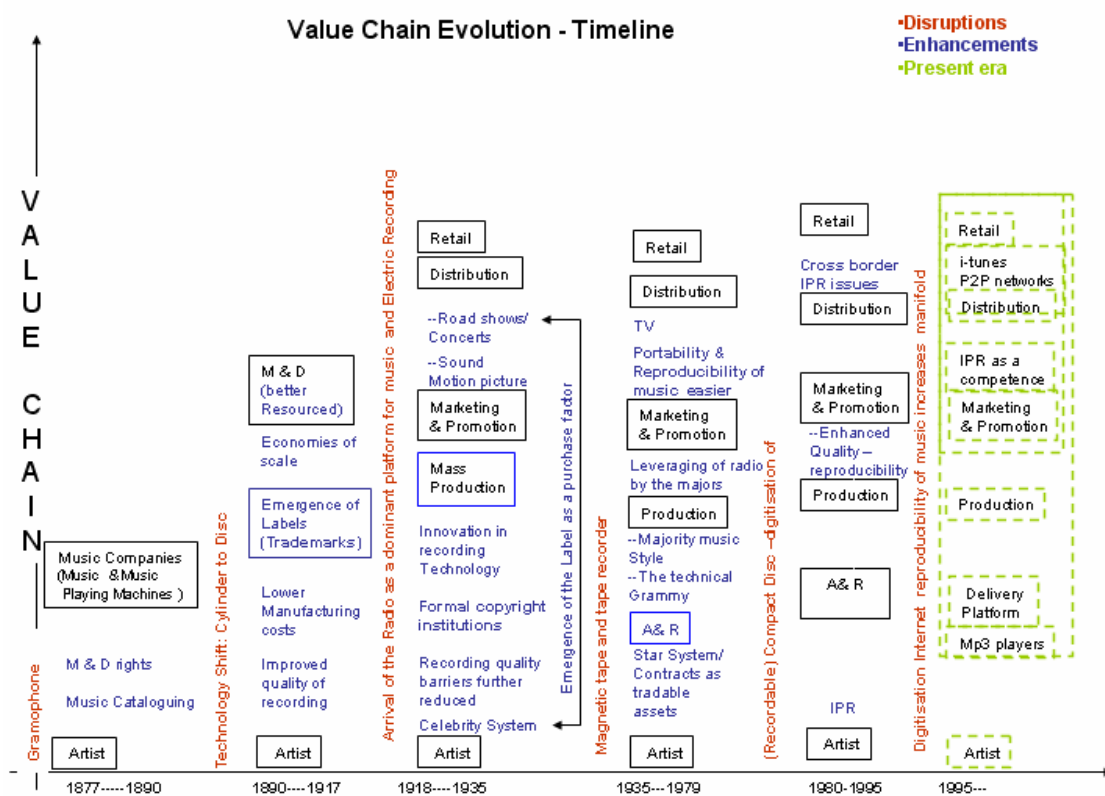 Value Chain Evolution - Timeline
•Disruptions
•Enhancements
•Present era
VALUE CHAIN
Gramophone
Music Companies
(Music &Music
Playing Machines )
M & D rights
Music Cataloguing
Artist
1877-----1890
Technology Shift: Cylinder to Disc
M & D
(better
Resourced)
Economies of
scale
Emergence of
Labels
(Trademarks)
Lower
Manufacturing
costs
Improved
quality of
recording
Artist
1890----1917
Arrival of the Radio as a dominant platform for music and Electric Recording
Retail
Distribution
--Road shows/
Concerts
--Sound
Motion picture
Marketing
& Promotion
Mass
Production
Innovation in
recording
Technology
Formal copyright
institutions
Recording quality
barriers further
reduced
Celebrity System
Artist
1918----1935
Emergence of the Label as a purchase factor
Magnetic tape and tape recorder
Retail
Distribution
TV
Portability &
Reproducibility of
music easier
Marketing
& Promotion
Leveraging of radio
by the majors
Production
--Majority music
Style
--The technical
Grammy
A& R
Star System/
Contracts as
tradable
assets
Artist
1935---1979
(Recordable) Compact Disc –digitisation of
Retail
Cross border
IPR issues
Distribution
Marketing
& Promotion
--Enhanced
Quality –
reproducibility
Production
A& R
IPR
Artist
1980-1995
Digitisation Internet reproducibility of music increases manifold
Retail
i-tunes
P2P networks
Distribution
IPR as a
competence
Marketing
& Promotion
Production
Delivery
Platform
Mp3 players
Artist
1995---